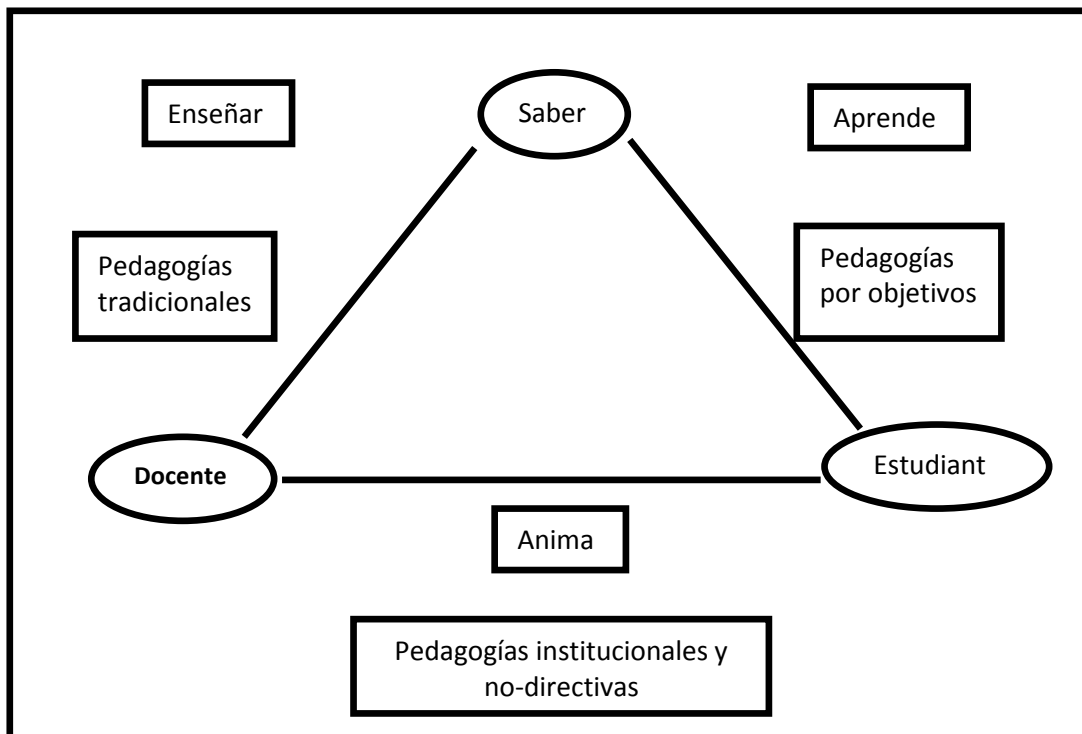 Enseñar
Saber
Aprende
Pedagogías
tradicionales
Pedagogías
por objetivos
Docente
Estudiant
Anima
Pedagogías institucionales y
no-directivas